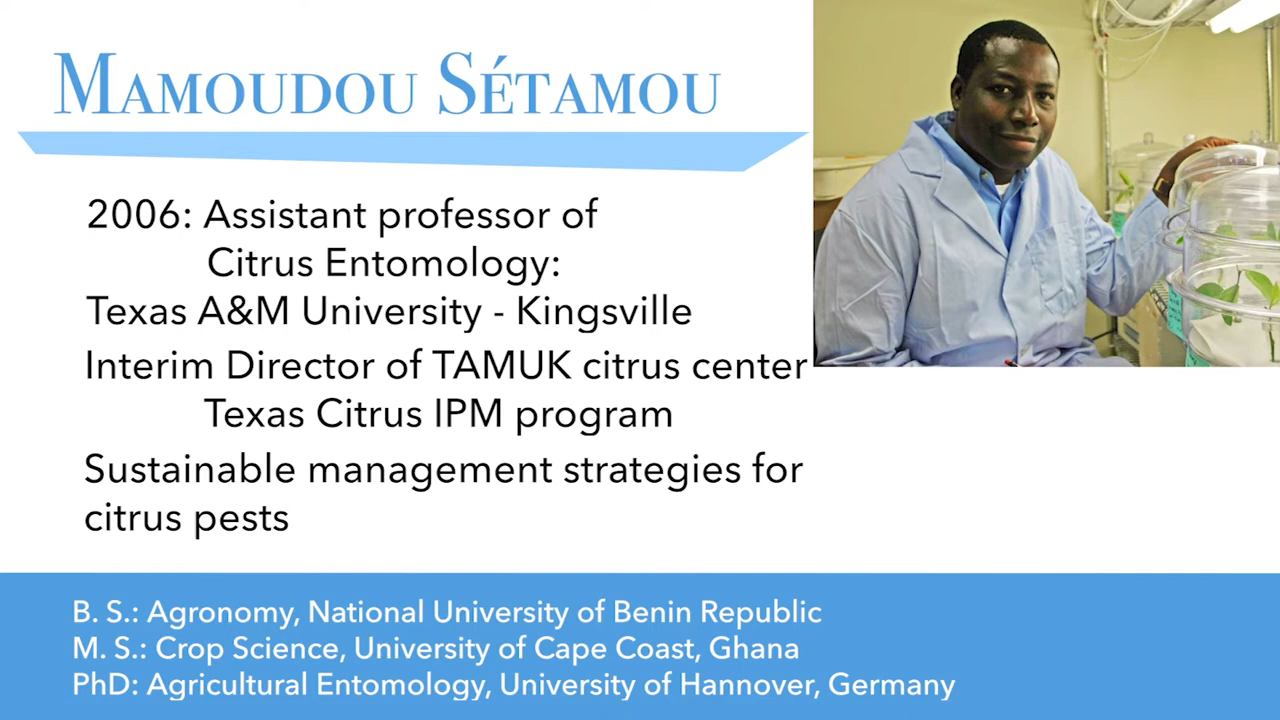 Mamoudou Sétamou
2006: Assistant professor of
Citrus Entomology:
Texas A&M University - Kingsville
Interim Director of TAMUK citrus center
Texas Citrus IPM program
Sustainable management strategies for
citrus pests
B. S.: Agronomy, National University of Benin Republic
M. S.: Crop Science, University of Cape Coast, Ghana
PhD: Agricultural Entomology, University of Hannover, Germany